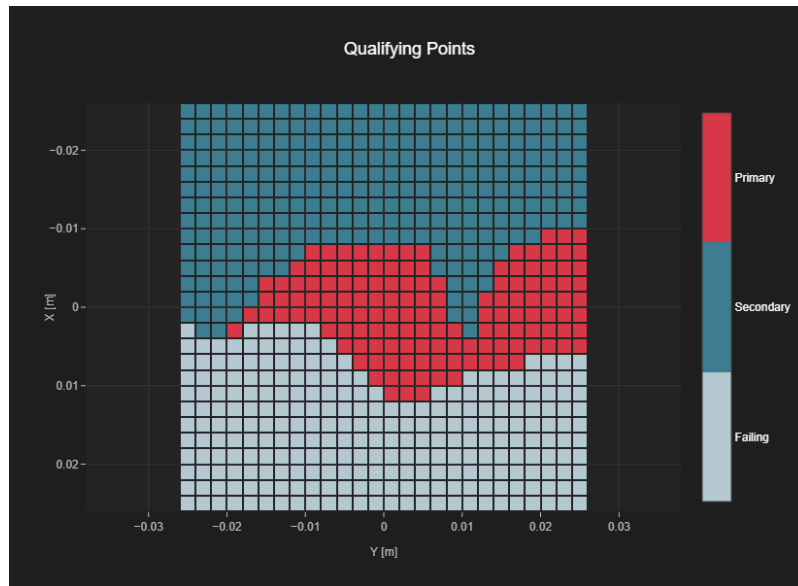 Qualifying Points
−0.02
−0.01
0
0.01
0.02
X [m]
−0.03
−0.02
−0.01
0
0.01
0.02
0.03
Y [m]
Primary
Secondary
Failing